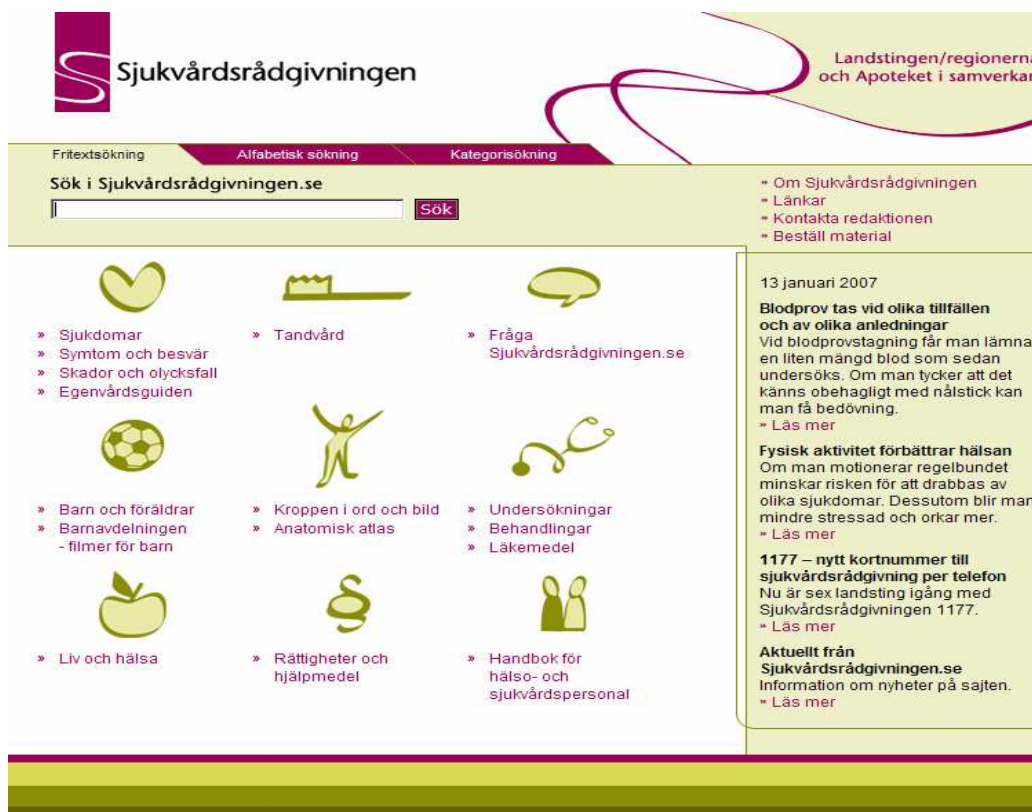 Sjukvårdsrådgivningen
Landstingen/regionerna
och Apoteket i samverkan
Fritextsökning
Alfabetisk sökning
Kategorisökning
Sök i Sjukvårdsrådgivningen.se
Sök
» Om Sjukvårdsrådgivningen
» Länkar
» Kontakta redaktionen
» Beställ material
» Sjukdomar
» Symtom och besvär
» Skador och olycksfall
» Egenvårdsguiden
» Tandvård
» Fråga
Sjukvårdsrådgivningen.se
» Barn och föräldrar
» Barnavdelningen
- filmer för barn
» Kroppen i ord och bild
» Anatomisk atlas
» Undersökningar
» Behandlingar
» Läkemedel
» Liv och hälsa
» Rättigheter och
hjälpmedel
» Handbok för
hälso- och
sjukvårdspersonal
13 januari 2007
Blodprov tas vid olika tillfällen
och av olika anledningar
Vid blodprovstagning får man lämna
en liten mängd blod som sedan
undersöks. Om man tycker att det
känns obehagligt med nålstick kan
man få bedövning.
» Läs mer
Fysisk aktivitet förbättrar hälsan
Om man motionerar regelbundet
minskar risken för att drabbas av
olika sjukdomar. Dessutom blir man
mindre stressad och orkar mer.
» Läs mer
1177 – nytt kortnummer till
sjukvårdsrådgivning per telefon
Nu är sex landsting igång med
Sjukvårdsrådgivningen 1177.
» Läs mer
Aktuellt från
Sjukvårdsrådgivningen.se
Information om nyheter på sajten.
» Läs mer